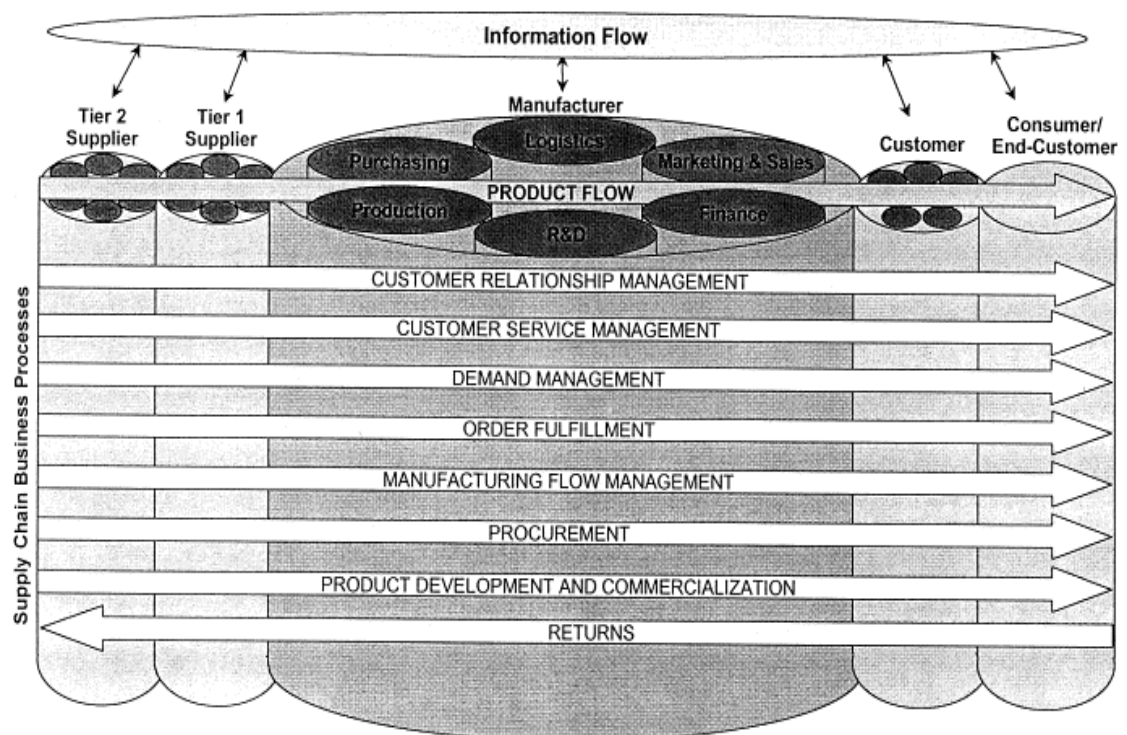 Information Flow
Tier 2
Supplier
Tier 1
Supplier
Manufacturer
Logistics
Purchasing
Marketing & Sales
Customer
Consumer/
End-Customer
PRODUCT FLOW
Production
R&D
Finance
Supply Chain Business Processes
CUSTOMER RELATIONSHIP MANAGEMENT
CUSTOMER SERVICE MANAGEMENT
DEMAND MANAGEMENT
ORDER FULFILLMENT
MANUFACTURING FLOW MANAGEMENT
PROCUREMENT
PRODUCT DEVELOPMENT AND COMMERCIALIZATION
RETURNS